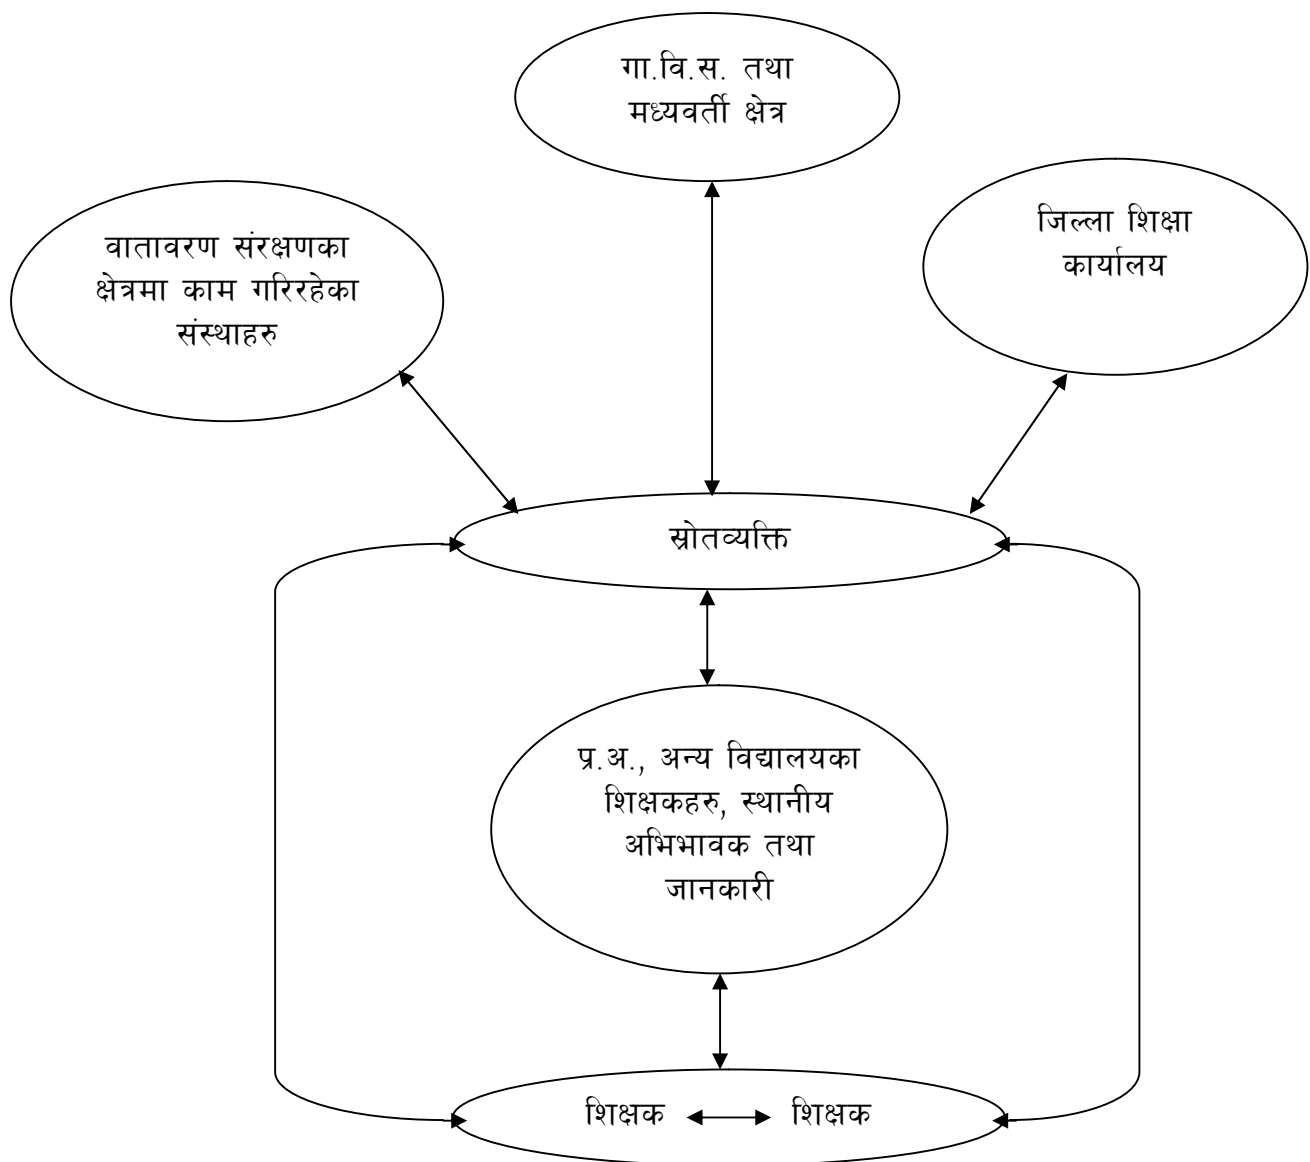 गा.वि.स. तथा
मध्यवर्ती क्षेत्र
जिल्ला शिक्षा
कार्यालय
वातावरण संरक्षणका
क्षेत्रमा काम गरिरहेका
संस्थाहरु
स्रोतव्यक्ति
प्र.अ., अन्य विद्यालयका
शिक्षकहरु, स्थानीय
अभिभावक तथा
जानकारी
शिक्षक शिक्षक